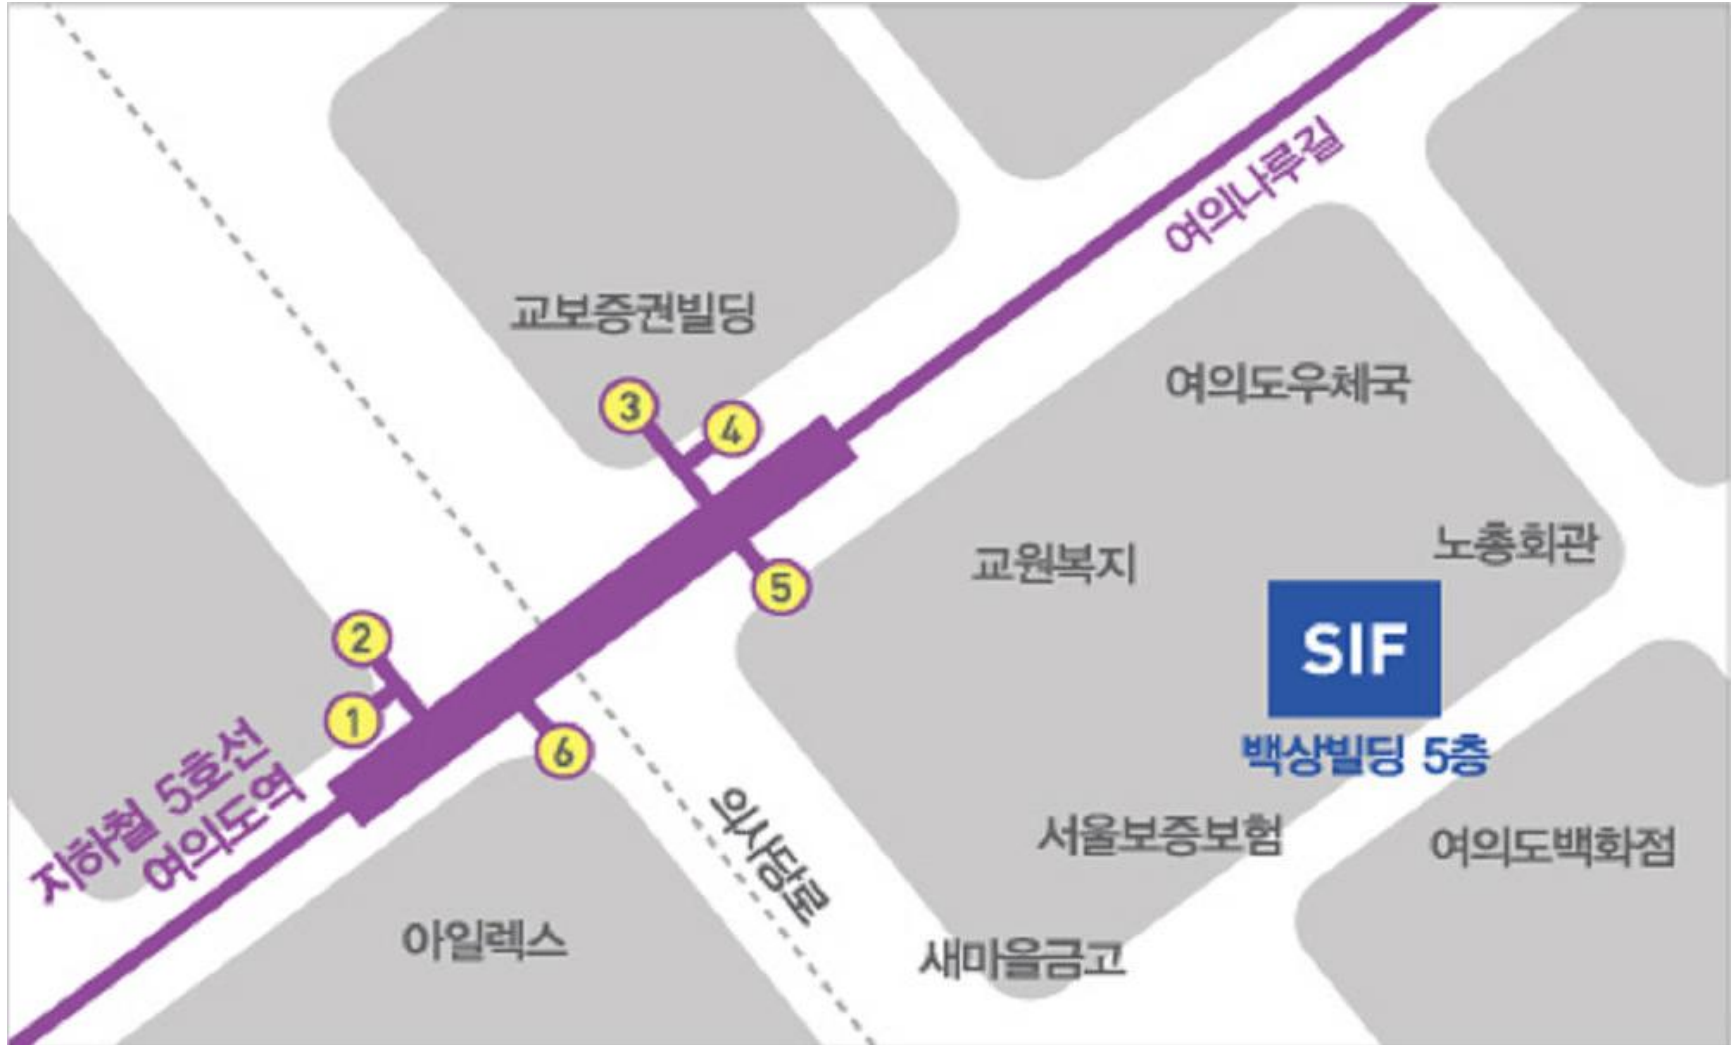 여의나루길
교보증권빌딩
여의도우체국
3
4
노총회관
교원복지
5
2
SIF
1
6
백상빌딩 5층
지하철 5호선
여의도역
의사당로
서울보증보험
여의도백화점
아일렉스
새마을금고